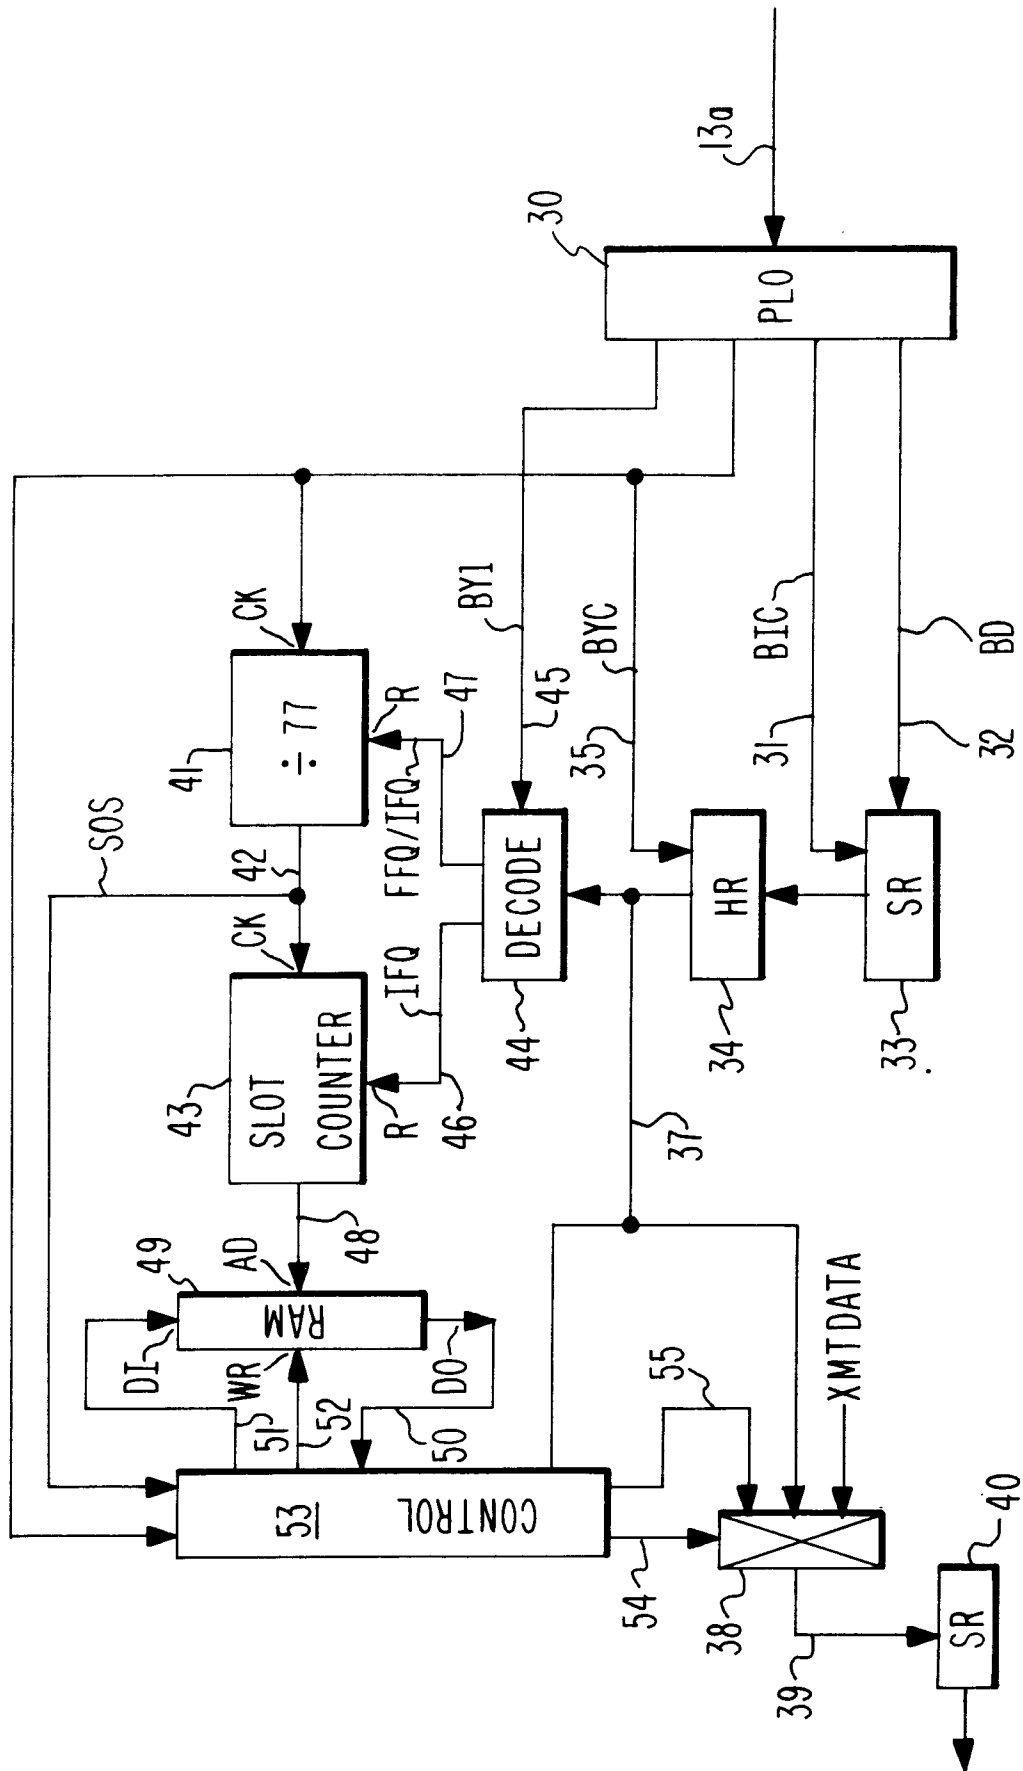 13a
30
PLO
BY1
45
BYC
35
BIC
31
BD
32
CK
÷ 77
41
R
47
FFQ/IFQ
SOS
42
CK
SLOT
COUNTER
43
R
46
IFQ
DECODE
44
HR
34
SR
33
37
48
AD
49
RAM
DI
WR
DO
51
52
50
53
CONTROL
55
54
XMTDATA
38
39
SR
40